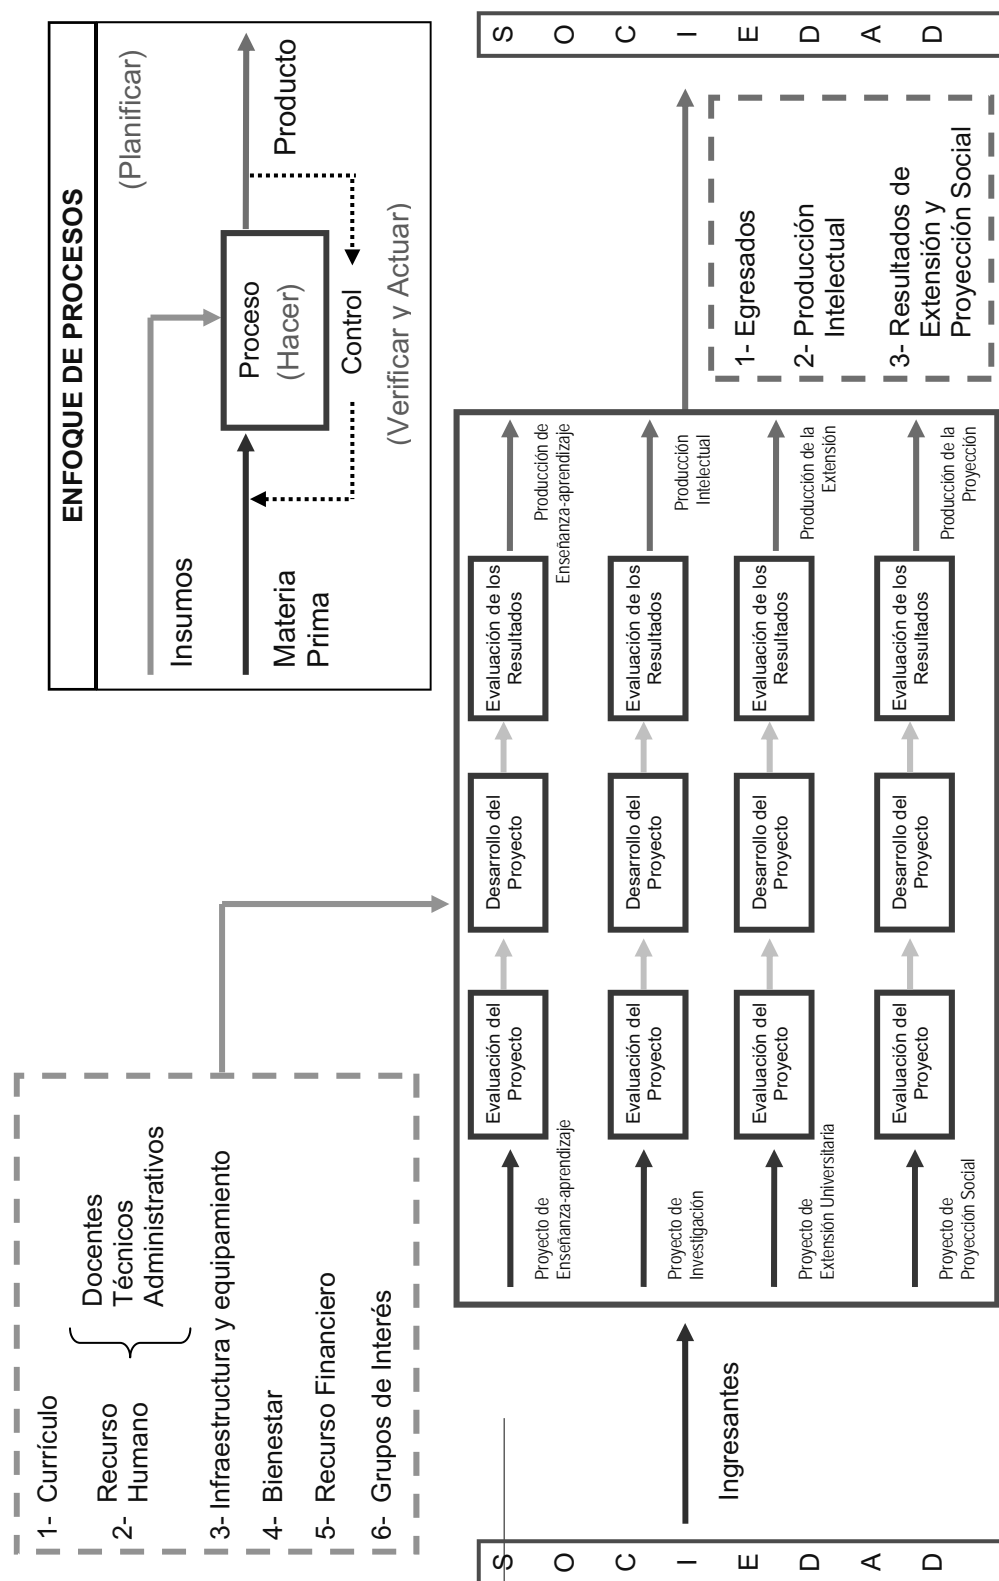 ENFOQUE DE PROCESOS
(Planificar)
Insumos
Materia
Prima
Proceso
(Hacer)
Producto
Control
(Verificar y Actuar)
1- Currículo
2- Recurso
Humano
Docentes
Técnicos
Administrativos
3- Infraestructura y equipamiento
4- Bienestar
5- Recurso Financiero
6- Grupos de Interés
S O C I E D A D
Ingresantes
Proyecto de
Enseñanza-aprendizaje
Evaluación del
Proyecto
Desarrollo del
Proyecto
Evaluación de los
Resultados
Producción de
Enseñanza-aprendizaje
Proyecto de
Investigación
Evaluación del
Proyecto
Desarrollo del
Proyecto
Evaluación de los
Resultados
Producción
Intelectual
Proyecto de
Extensión Universitaria
Evaluación del
Proyecto
Desarrollo del
Proyecto
Evaluación de los
Resultados
Producción de la
Extensión
Proyecto de
Proyección Social
Evaluación del
Proyecto
Desarrollo del
Proyecto
Evaluación de los
Resultados
Producción de la
Proyección
1- Egresados
2- Producción
Intelectual
3- Resultados de
Extensión y
Proyección Social
S O C I E D A D